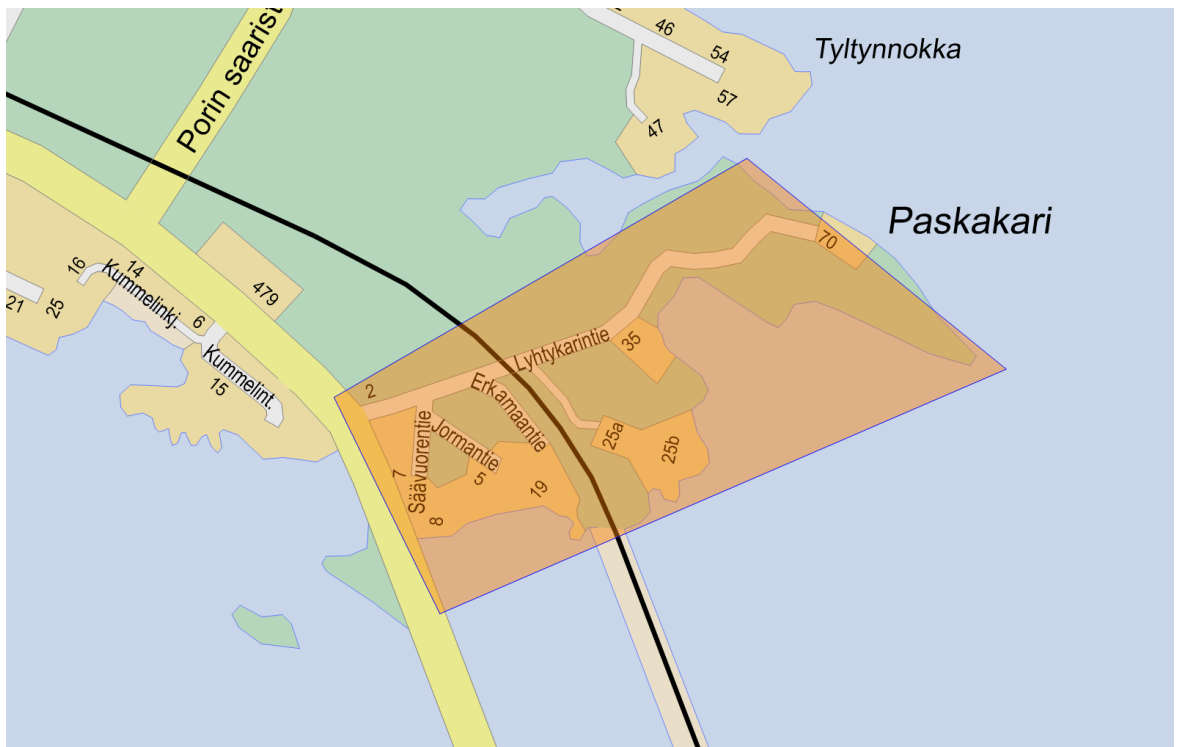 46
54
Tyltynnokka
57
47
Porin saarist
Paskakari
70
14
16
Kummelinkj.
479
21
25
6
Kummelint.
15
Lyhtykarintie
35
2
Erkamaantie
Säävuorentie
Jormantie
25a
25b
7
5
19
8